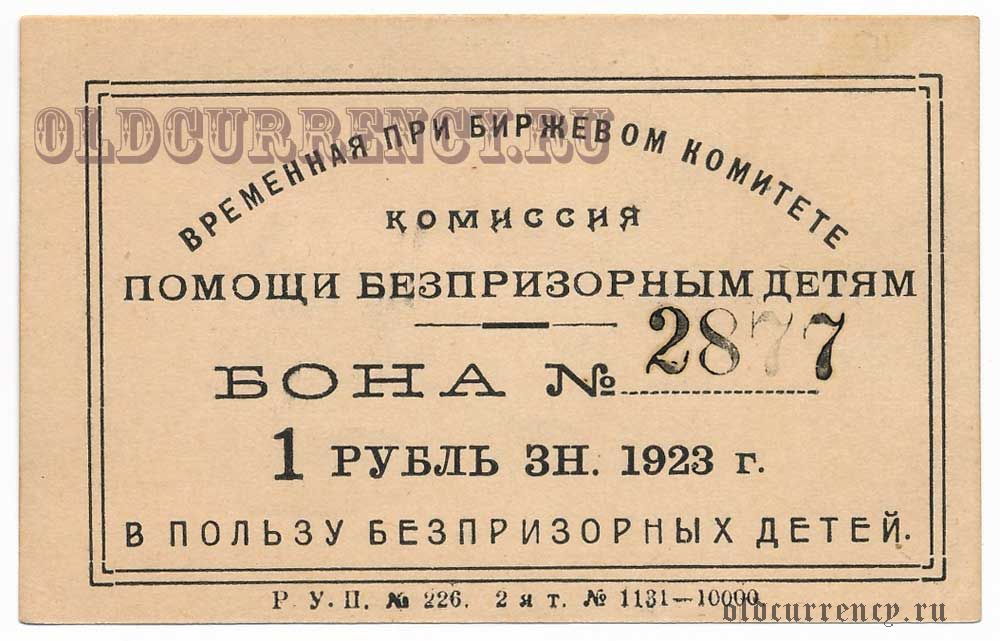 OLDCURRENCY.RU
ВРЕМЕННАЯ ПРИ БИРЖЕВОМ КОМИТЕТЕ
КОМИССИЯ
ПОМОЩИ БЕЗПРИЗОРНЫМ ДЕТЯМ
БОНА № 2877
1 РУБЛЬ ЗН. 1923 г.
В ПОЛЬЗУ БЕЗПРИЗОРНЫХ ДЕТЕЙ.
Р. У. П. № 226. 2 я т. № 1131—10000
oldcurrency.ru